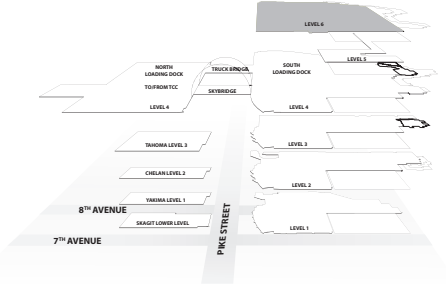 LEVEL 6
LEVEL 5
NORTH
LOADING DOCK
TRUCK BRIDGE
SOUTH
LOADING DOCK
TO/FROM TCC
SKYBRIDGE
LEVEL 4
LEVEL 4
TAHOMA LEVEL 3
LEVEL 3
CHELAN LEVEL 2
LEVEL 2
YAKIMA LEVEL 1
8TH AVENUE
SKAGIT LOWER LEVEL
LEVEL 1
PIKE STREET
7TH AVENUE